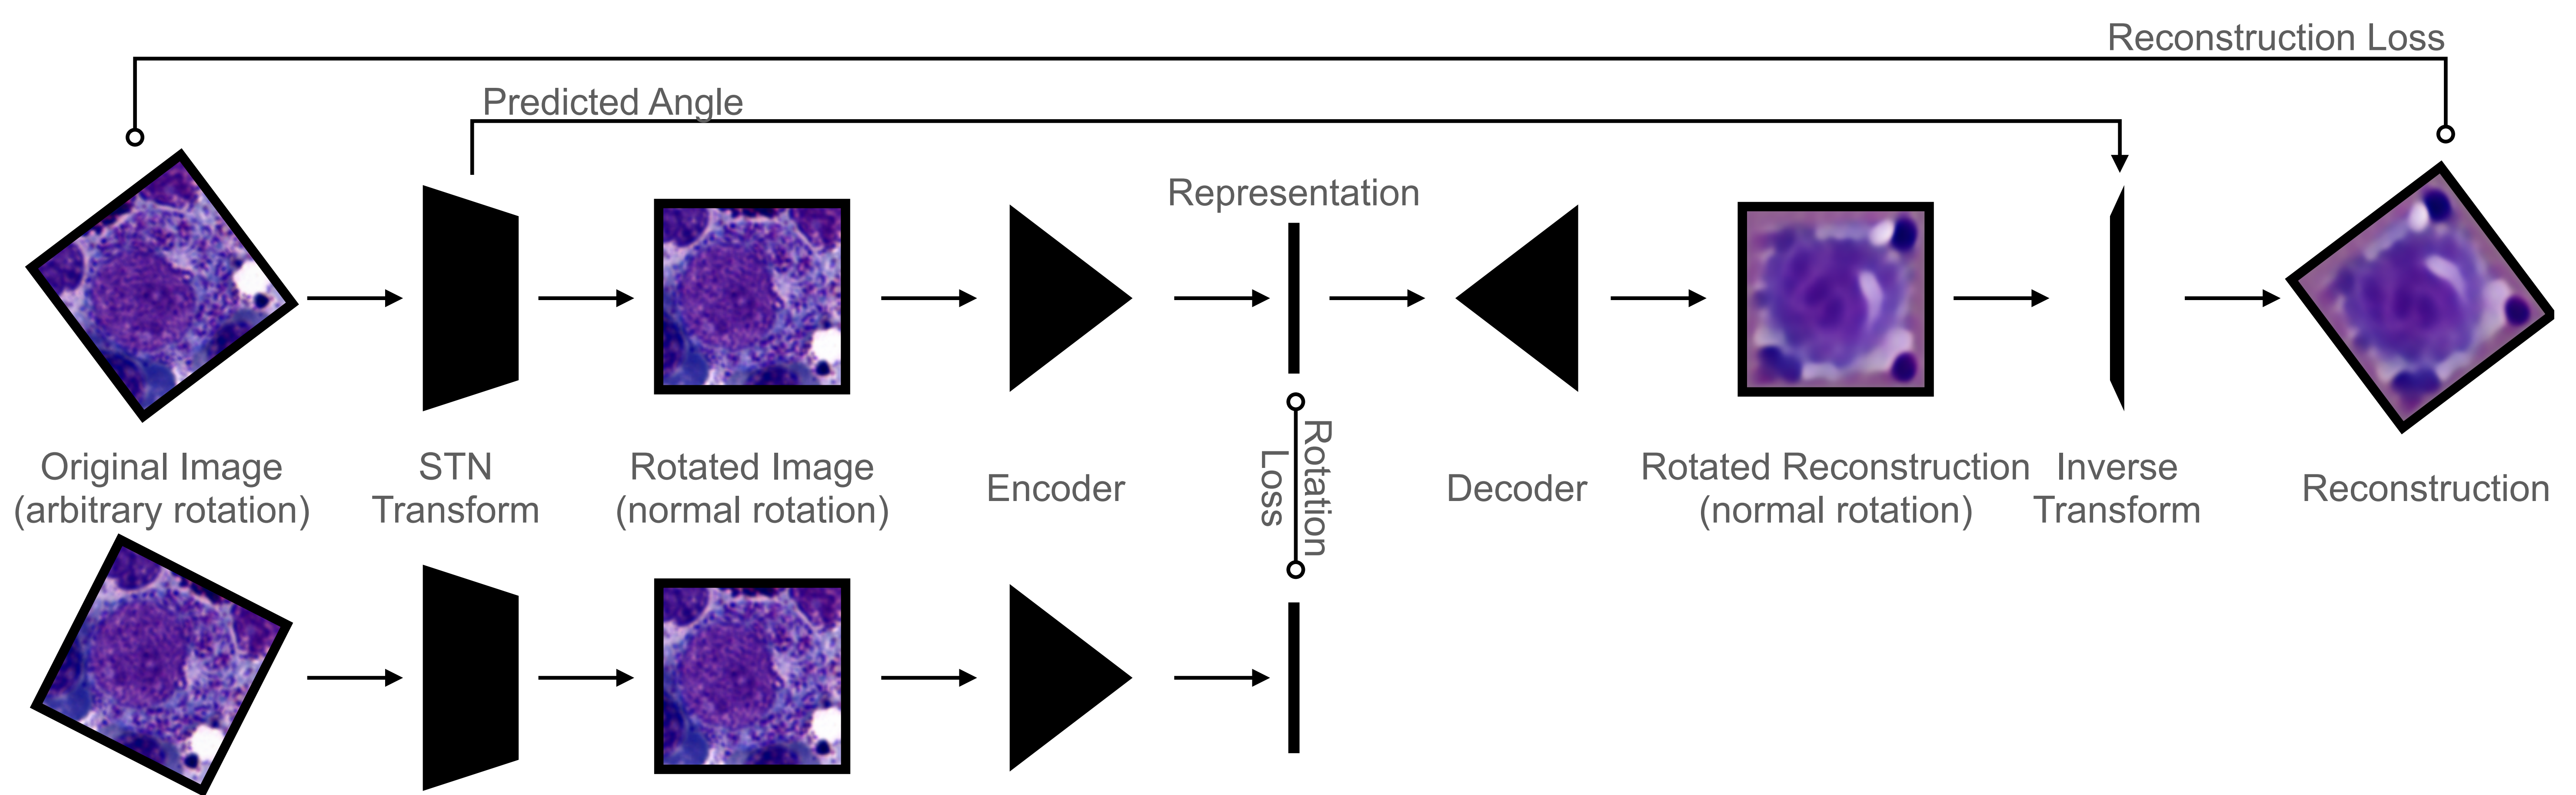 Reconstruction Loss
Predicted Angle
Representation
Original Image
(arbitrary rotation)
STN
Transform
Rotated Image
(normal rotation)
Encoder
Rotation
Loss
Decoder
Rotated Reconstruction
(normal rotation)
Inverse
Transform
Reconstruction